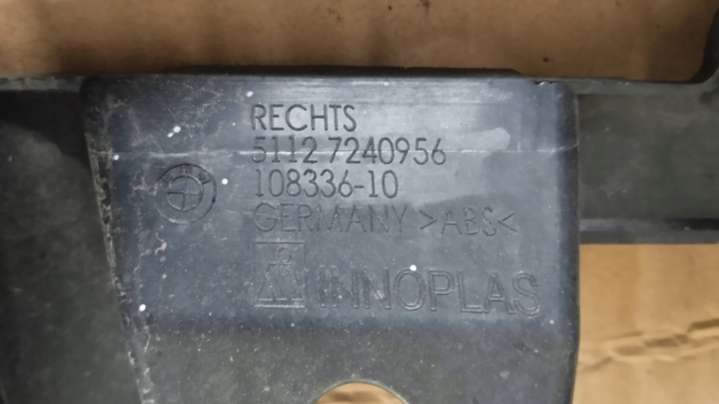 RECHTS
5112 7240956
108336-10
GERMANY >ABS<
INNOPLAS